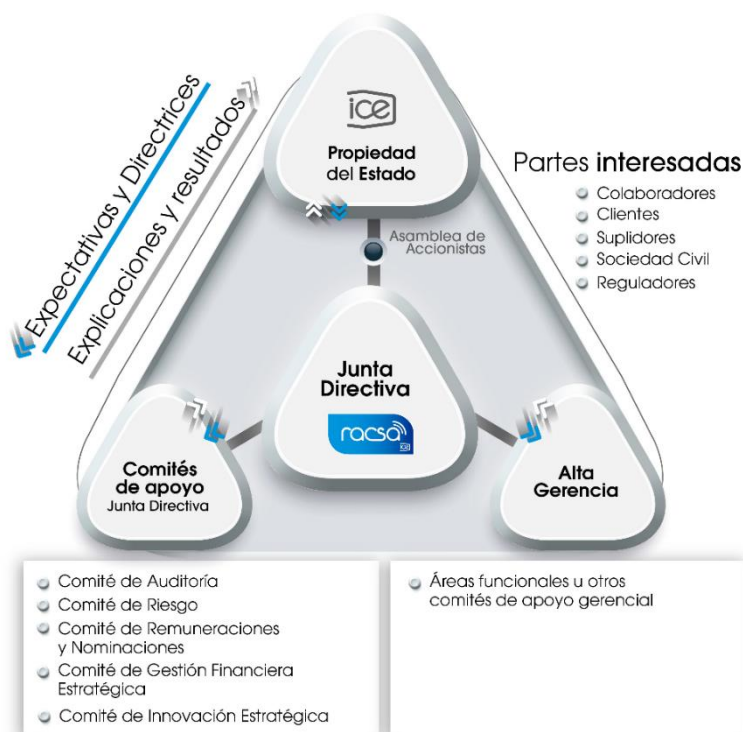 ice
Propiedad
del Estado
Expectativas y Directrices
Explicaciones y resultados
Partes interesadas
Colaboradores
Clientes
Suplidores
Sociedad Civil
Reguladores
Asamblea de
Accionistas
Junta
Directiva
racsa
Comités
de apoyo
Junta Directiva
Alta
Gerencia
Comité de Auditoría
Comité de Riesgo
Comité de Remuneraciones
y Nominaciones
Comité de Gestión Financiera
Estratégica
Comité de Innovación Estratégica
Áreas funcionales u otros
comités de apoyo gerencial